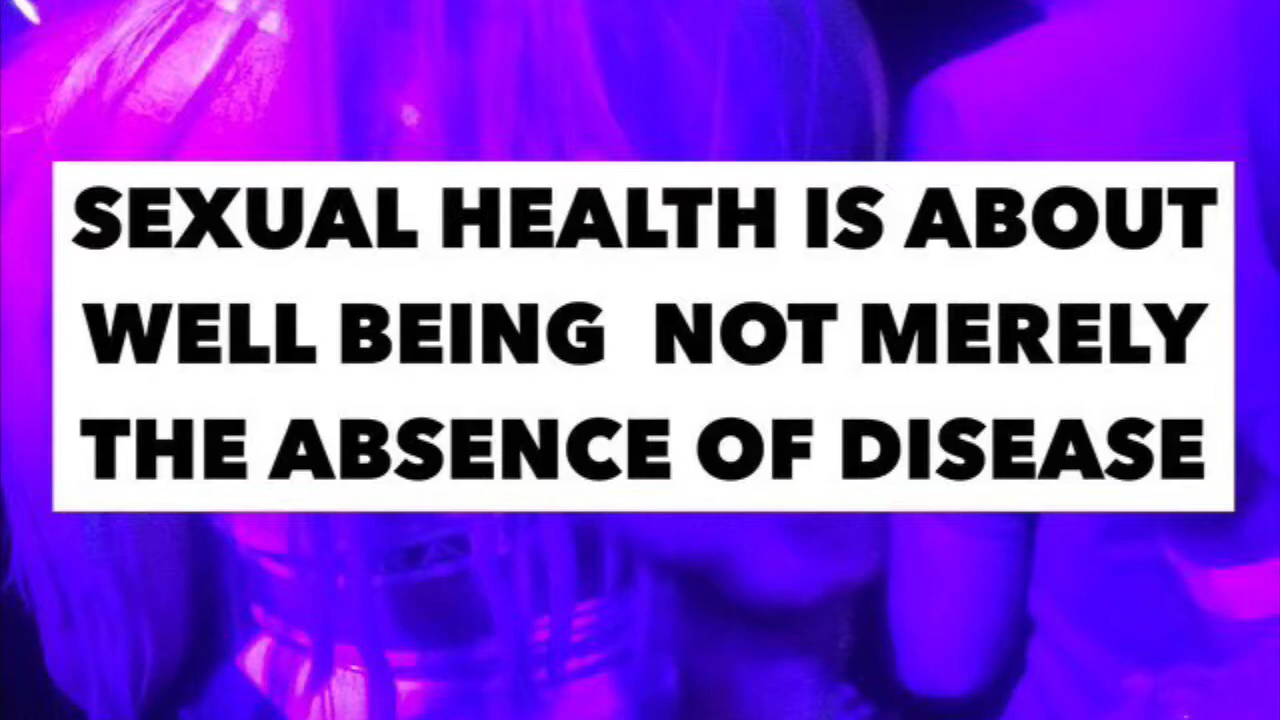 SEXUAL HEALTH IS ABOUT
WELL BEING  NOT MERELY
THE ABSENCE OF DISEASE